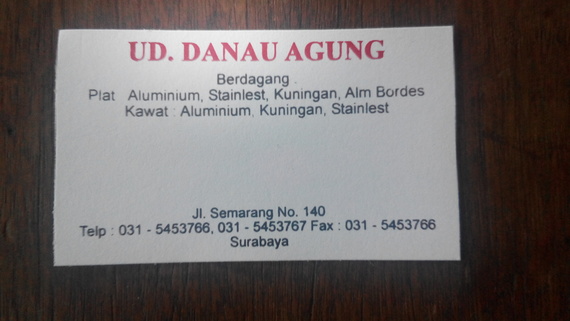 UD. DANAU AGUNG
Berdagang :
Plat : Aluminium, Stainlest, Kuningan, Alm Bordes
Kawat : Aluminium, Kuningan, Stainlest
Jl. Semarang No. 140
Telp : 031 - 5453766, 031 - 5453767 Fax : 031 - 5453766
Surabaya